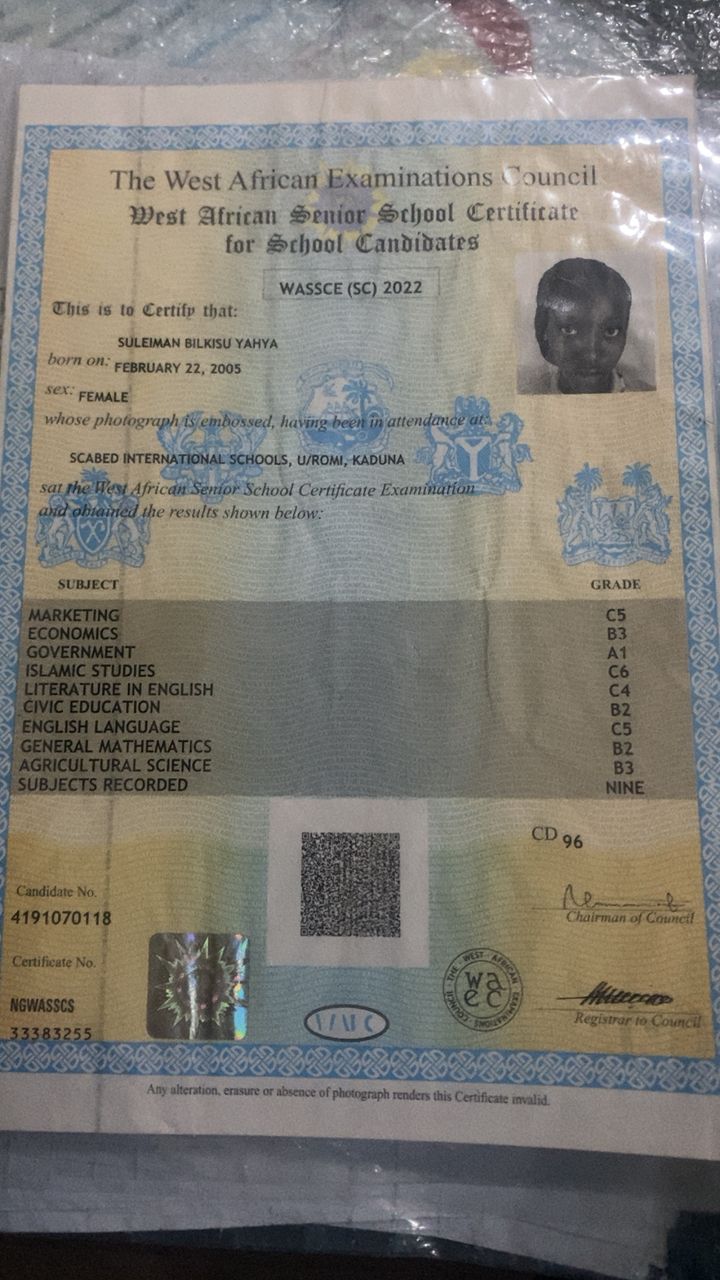 The West African Examinations Council
West African Senior School Certificate
for School Candidates
WASSCE (SC) 2022
This is to Certify that:
SULEIMAN BILKISU YAHYA
born on: FEBRUARY 22, 2005
sex: FEMALE
whose photograph is embossed, having been in attendance at:
SCABED INTERNATIONAL SCHOOLS, U/ROMI, KADUNA
sat the West African Senior School Certificate Examination
and obtained the results shown below:
SUBJECT GRADE
MARKETING C5
ECONOMICS B3
GOVERNMENT A1
ISLAMIC STUDIES C6
LITERATURE IN ENGLISH C4
CIVIC EDUCATION B2
ENGLISH LANGUAGE C5
GENERAL MATHEMATICS B2
AGRICULTURAL SCIENCE B3
SUBJECTS RECORDED NINE
CD 96
Candidate No.
4191070118
Chairman of Council
Certificate No.
NGWASSCS
33383255
THE WEST AFRICAN EXAMINATIONS COUNCIL
waec
Registrar to Council
Any alteration, erasure or absence of photograph renders this Certificate invalid.